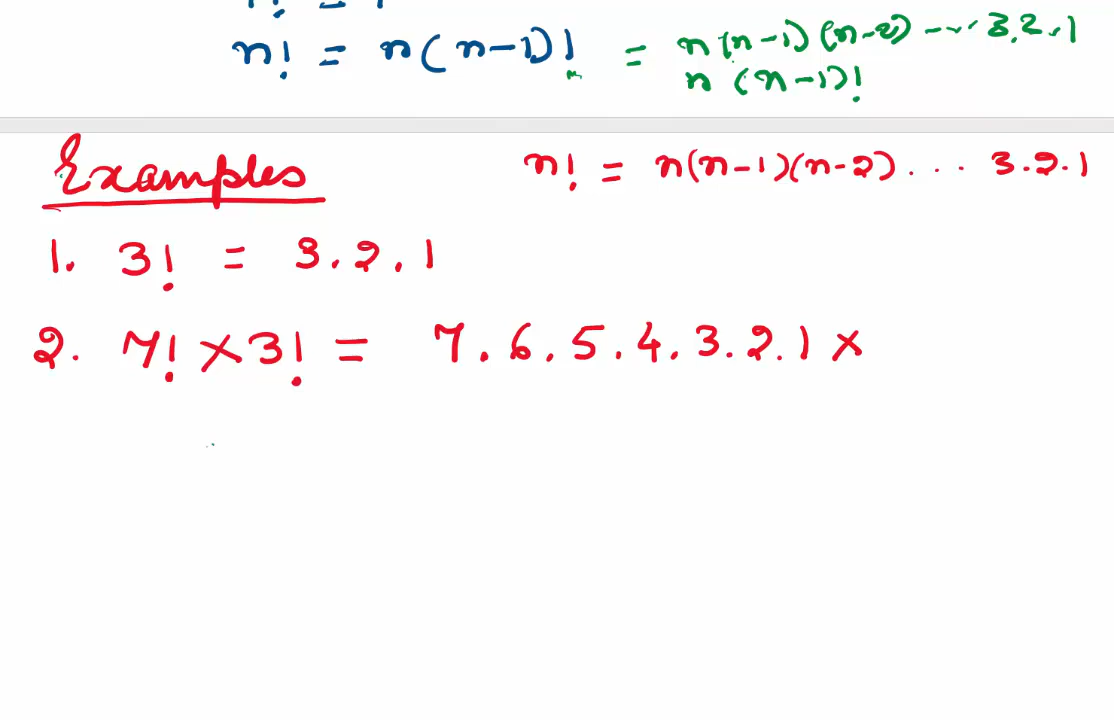 n! = n(n-1)! = n(n-1)(n-2) --- 3.2.1
n(n-1)!
Examples n! = n(n-1)(n-2) ... 3.2.1
1. 3! = 3.2.1
2. 7! × 3! = 7.6.5.4.3.2.1 ×